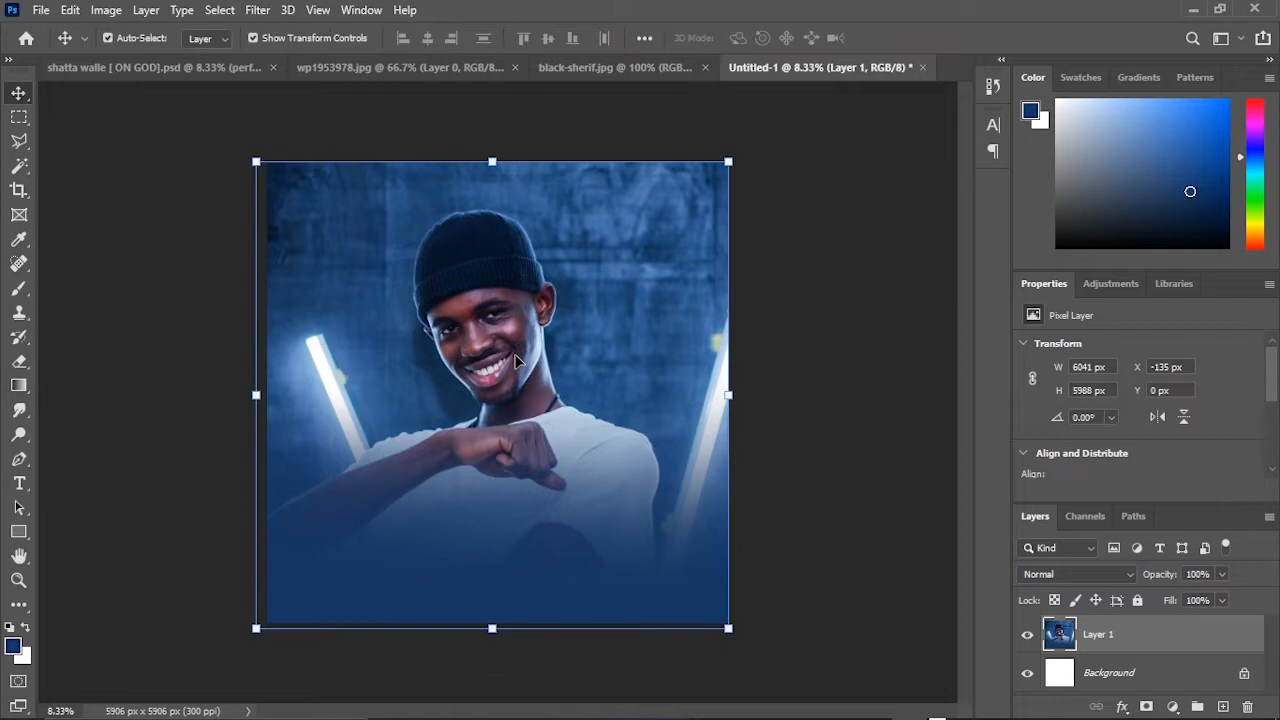 Ps File Edit Image Layer Type Select Filter 3D View Window Help
Auto-Select: Layer Show Transform Controls 3D Mode:
shatta walle [ ON GOD].psd @ 8.33% (perf... wp1953978.jpg @ 66.7% (Layer 0, RGB/8... black-sherif.jpg @ 100% (RGB... Untitled-1 @ 8.33% (Layer 1, RGB/8) *
Color Swatches Gradients Patterns
Properties Adjustments Libraries
Pixel Layer
Transform
W 6041 px X -135 px
H 5988 px Y 0 px
0.00°
Align and Distribute
Align:
Layers Channels Paths
Kind
Normal Opacity: 100%
Lock: Fill: 100%
Layer 1
Background
8.33% 5906 px x 5906 px (300 ppi)